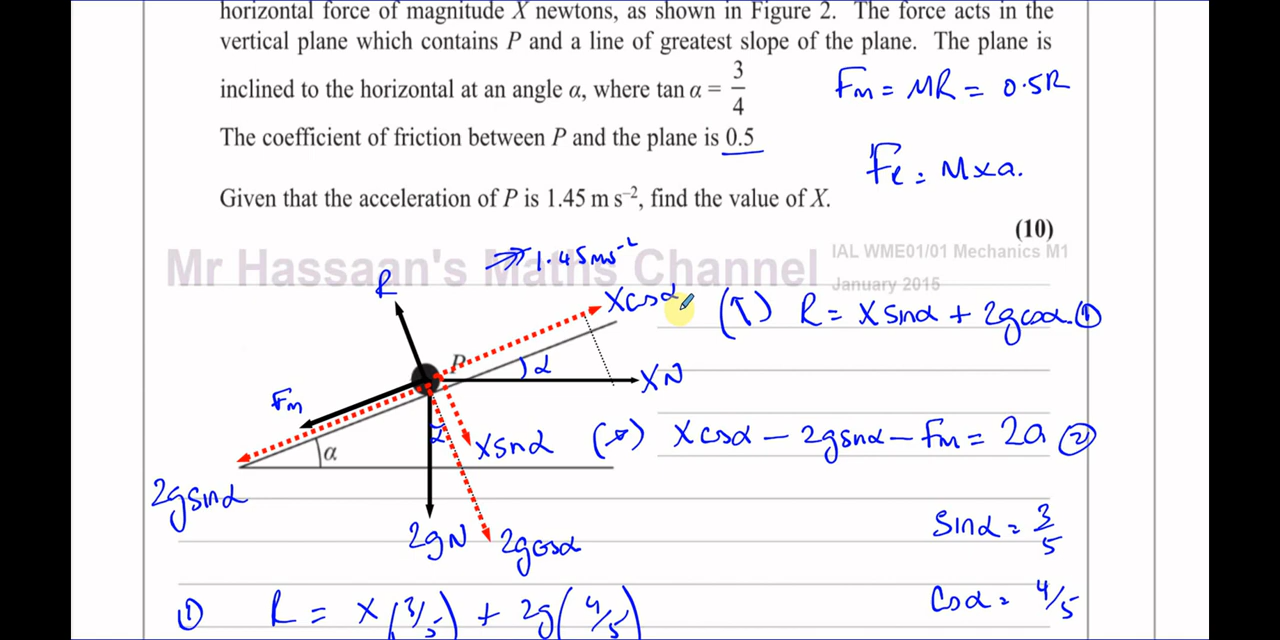 horizontal force of magnitude X newtons, as shown in Figure 2. The force acts in the
vertical plane which contains P and a line of greatest slope of the plane. The plane is
inclined to the horizontal at an angle α, where tan α = 3/4
Fm = MR = 0.5R
The coefficient of friction between P and the plane is 0.5
Fe = M x a.
Given that the acceleration of P is 1.45 m s⁻², find the value of X.
(10)
Mr Hassaan's Maths Channel
IAL WME01/01 Mechanics M1
January 2015
1.45ms⁻²
R
Xcosα
(↑) R = Xsinα + 2gcosα. ①
P
α
XN
Fm
α
α
Xsinα
(↗) Xcosα - 2gsinα - Fm = 2a ②
2gsinα
2gN
2gcosα
Sinα = 3/5
Cosα = 4/5
① R = X(3/5) + 2g(4/5)